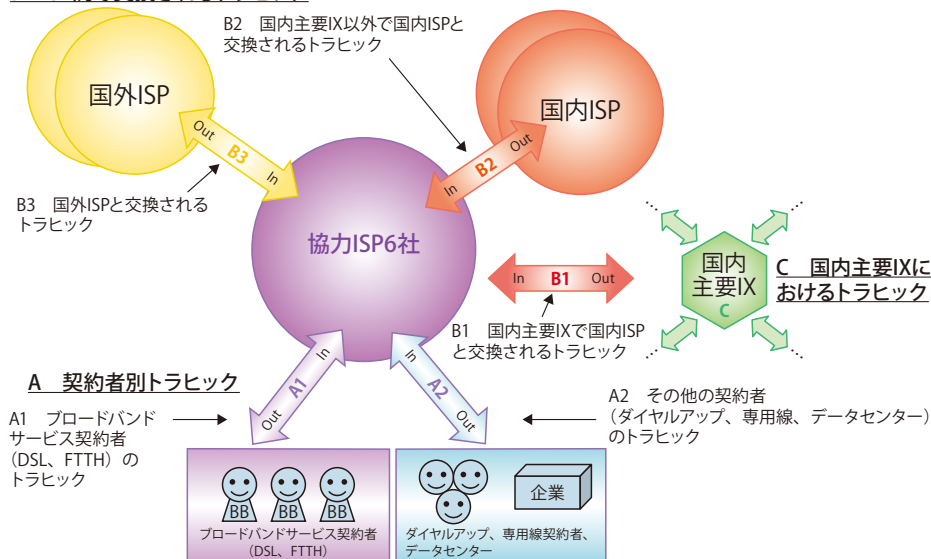 B2 国内主要IX以外で国内ISPと
交換されるトラヒック
国外ISP
国内ISP
Out
B3
In
Out
B2
In
B3 国外ISPと交換される
トラヒック
協力ISP6社
In
B1
Out
国内
主要IX
C
C 国内主要IXに
おけるトラヒック
B1 国内主要IXで国内ISP
と交換されるトラヒック
A 契約者別トラヒック
In
A1
Out
In
A2
Out
A1 ブロードバンド
サービス契約者
(DSL、FTTH)の
トラヒック
A2 その他の契約者
(ダイヤルアップ、専用線、データセンター)
のトラヒック
BB
BB
BB
企業
ブロードバンドサービス契約者
(DSL、FTTH)
ダイヤルアップ、専用線契約者、
データセンター